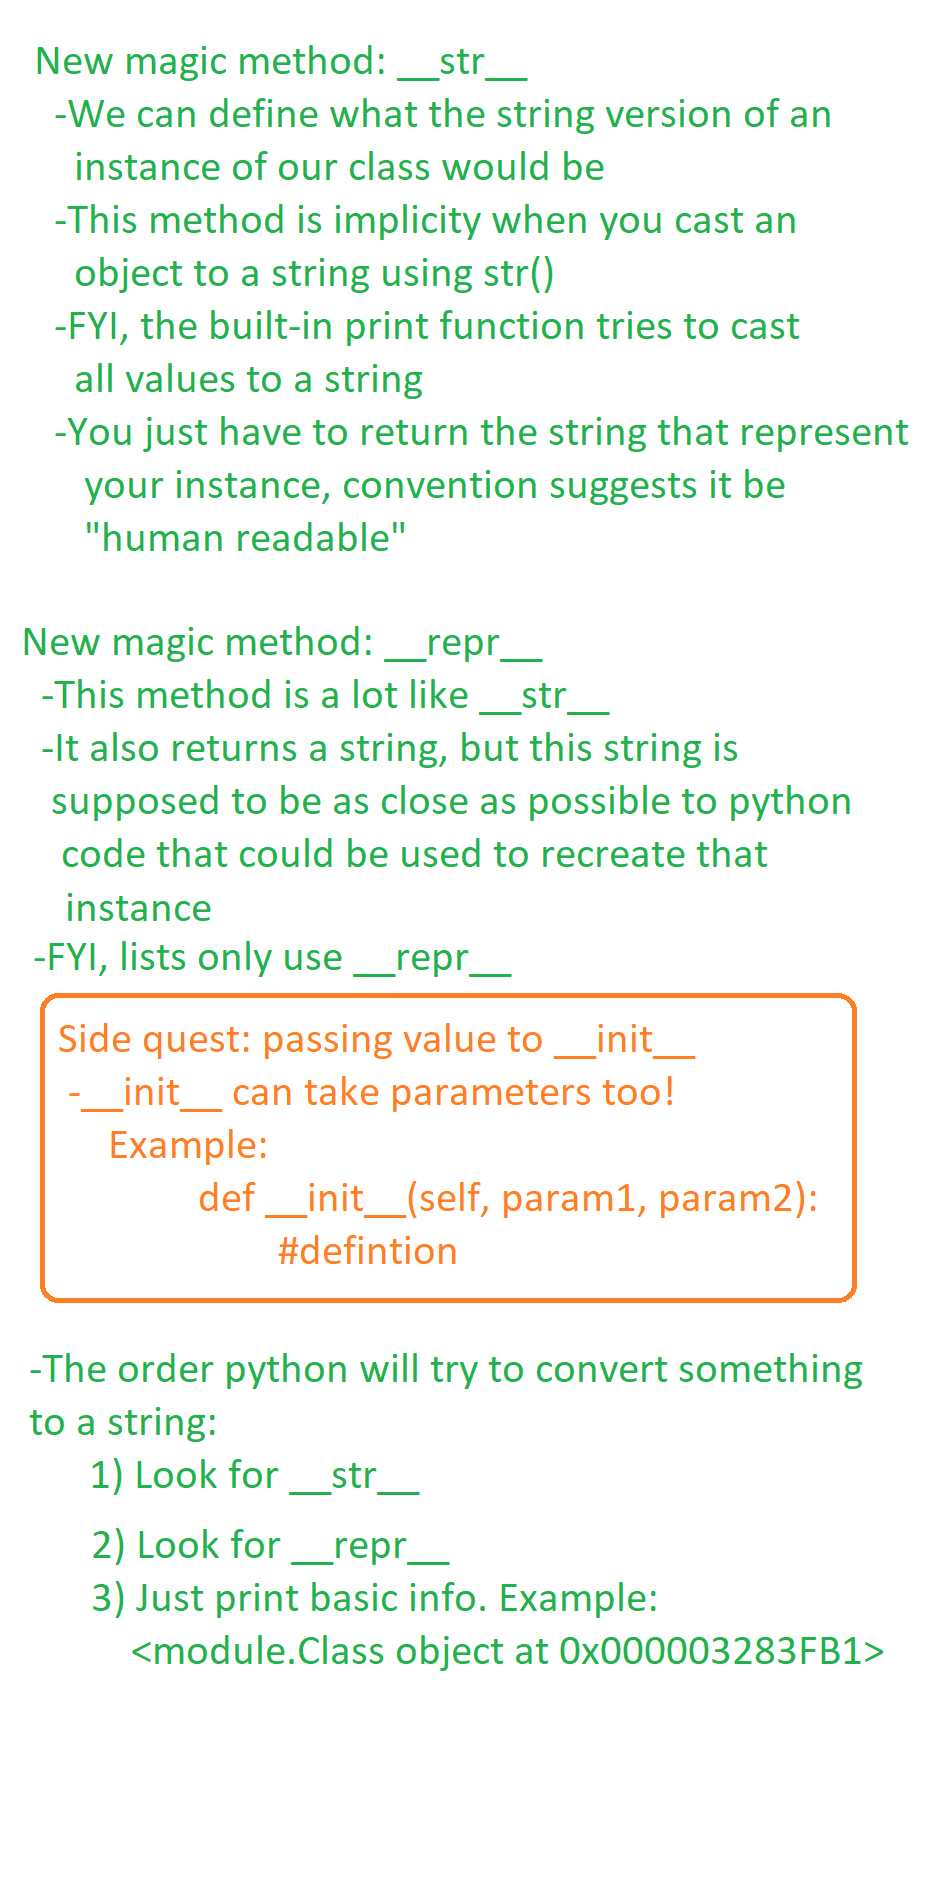 New magic method: __str__
-We can define what the string version of an
instance of our class would be
-This method is implicity when you cast an
object to a string using str()
-FYI, the built-in print function tries to cast
all values to a string
-You just have to return the string that represent
your instance, convention suggests it be
"human readable"
New magic method: __repr__
-This method is a lot like __str__
-It also returns a string, but this string is
supposed to be as close as possible to python
code that could be used to recreate that
instance
-FYI, lists only use __repr__
Side quest: passing value to __init__
-__init__ can take parameters too!
Example:
def __init__(self, param1, param2):
#defintion
-The order python will try to convert something
to a string:
1) Look for __str__
2) Look for __repr__
3) Just print basic info. Example:
<module.Class object at 0x000003283FB1>